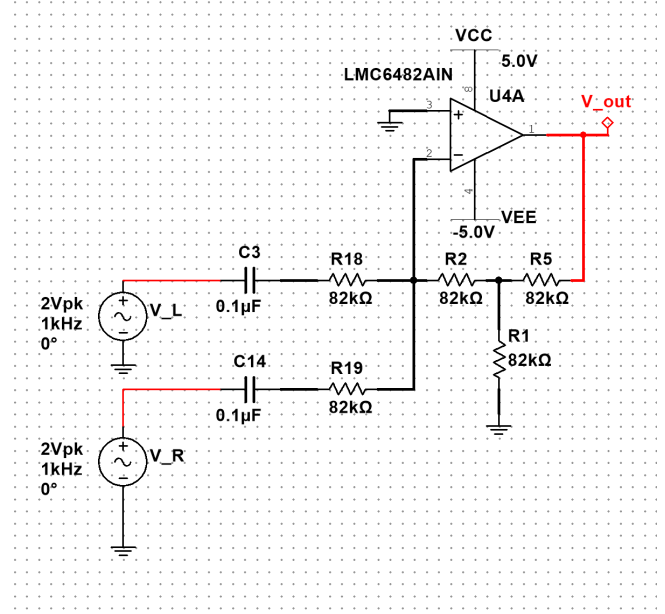 VCC
5.0V
LMC6482AIN
8
U4A
V_out
3
1
2
4
VEE
-5.0V
C3
R18
R2
R5
2Vpk
1kHz
0°
V_L
0.1µF
82kΩ
82kΩ
82kΩ
R1
82kΩ
C14
R19
0.1µF
82kΩ
2Vpk
1kHz
0°
V_R